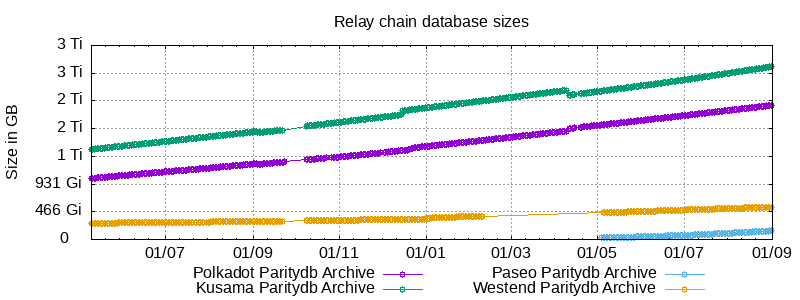 Relay chain database sizes
Size in GB
3 Ti
3 Ti
2 Ti
2 Ti
1 Ti
931 Gi
466 Gi
0
01/07 01/09 01/11 01/01 01/03 01/05 01/07 01/09
Polkadot Paritydb Archive Paseo Paritydb Archive
Kusama Paritydb Archive Westend Paritydb Archive